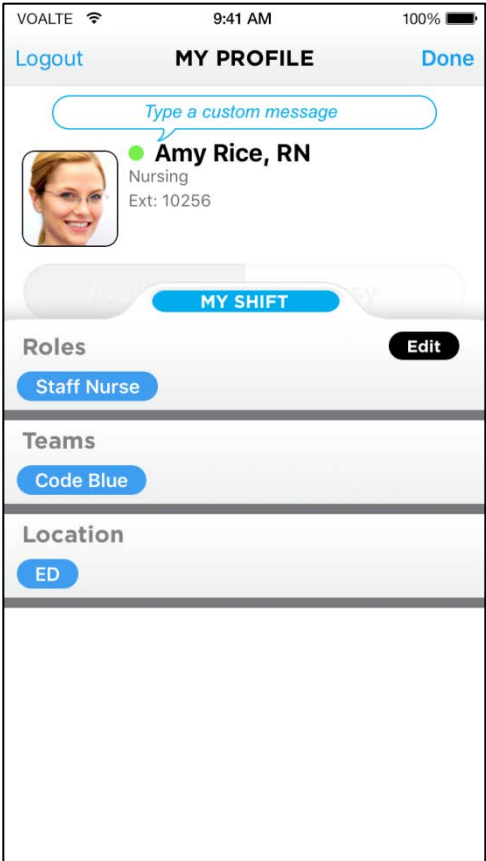 VOALTE 9:41 AM 100%
Logout MY PROFILE Done
Type a custom message
Amy Rice, RN
Nursing
Ext: 10256
MY SHIFT
Roles Edit
Staff Nurse
Teams
Code Blue
Location
ED